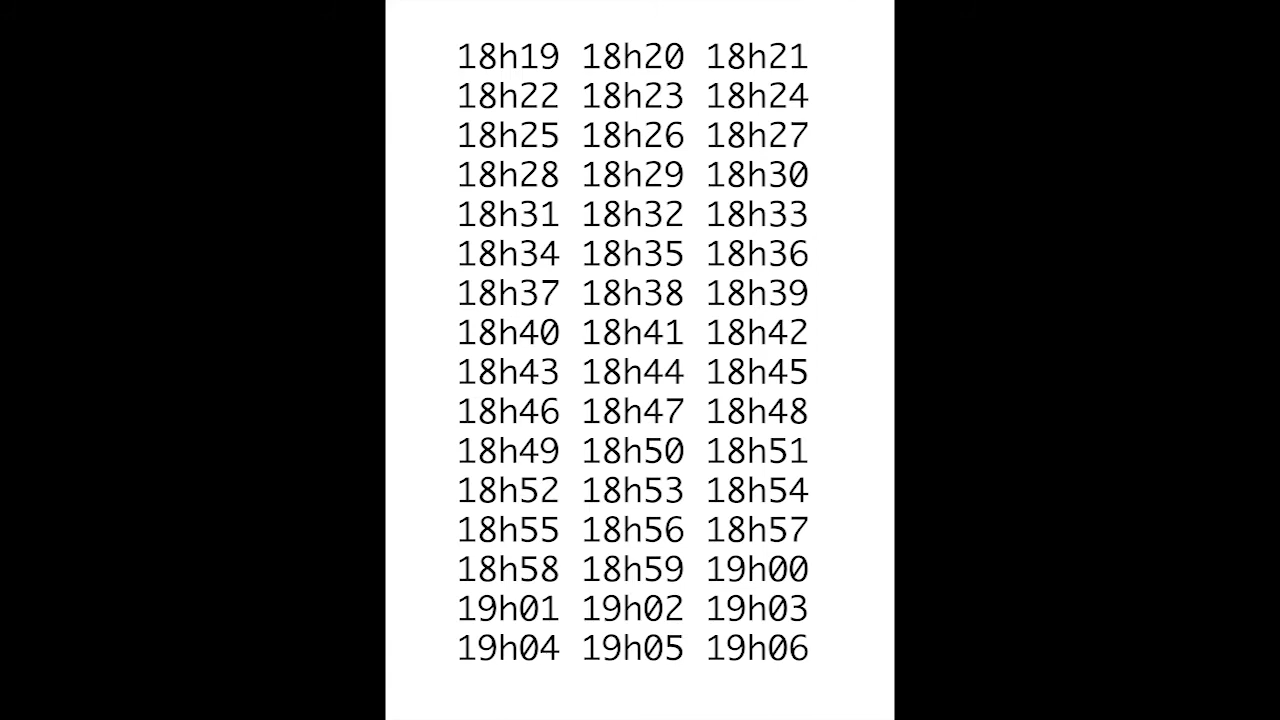 18h19 18h20 18h21
18h22 18h23 18h24
18h25 18h26 18h27
18h28 18h29 18h30
18h31 18h32 18h33
18h34 18h35 18h36
18h37 18h38 18h39
18h40 18h41 18h42
18h43 18h44 18h45
18h46 18h47 18h48
18h49 18h50 18h51
18h52 18h53 18h54
18h55 18h56 18h57
18h58 18h59 19h00
19h01 19h02 19h03
19h04 19h05 19h06